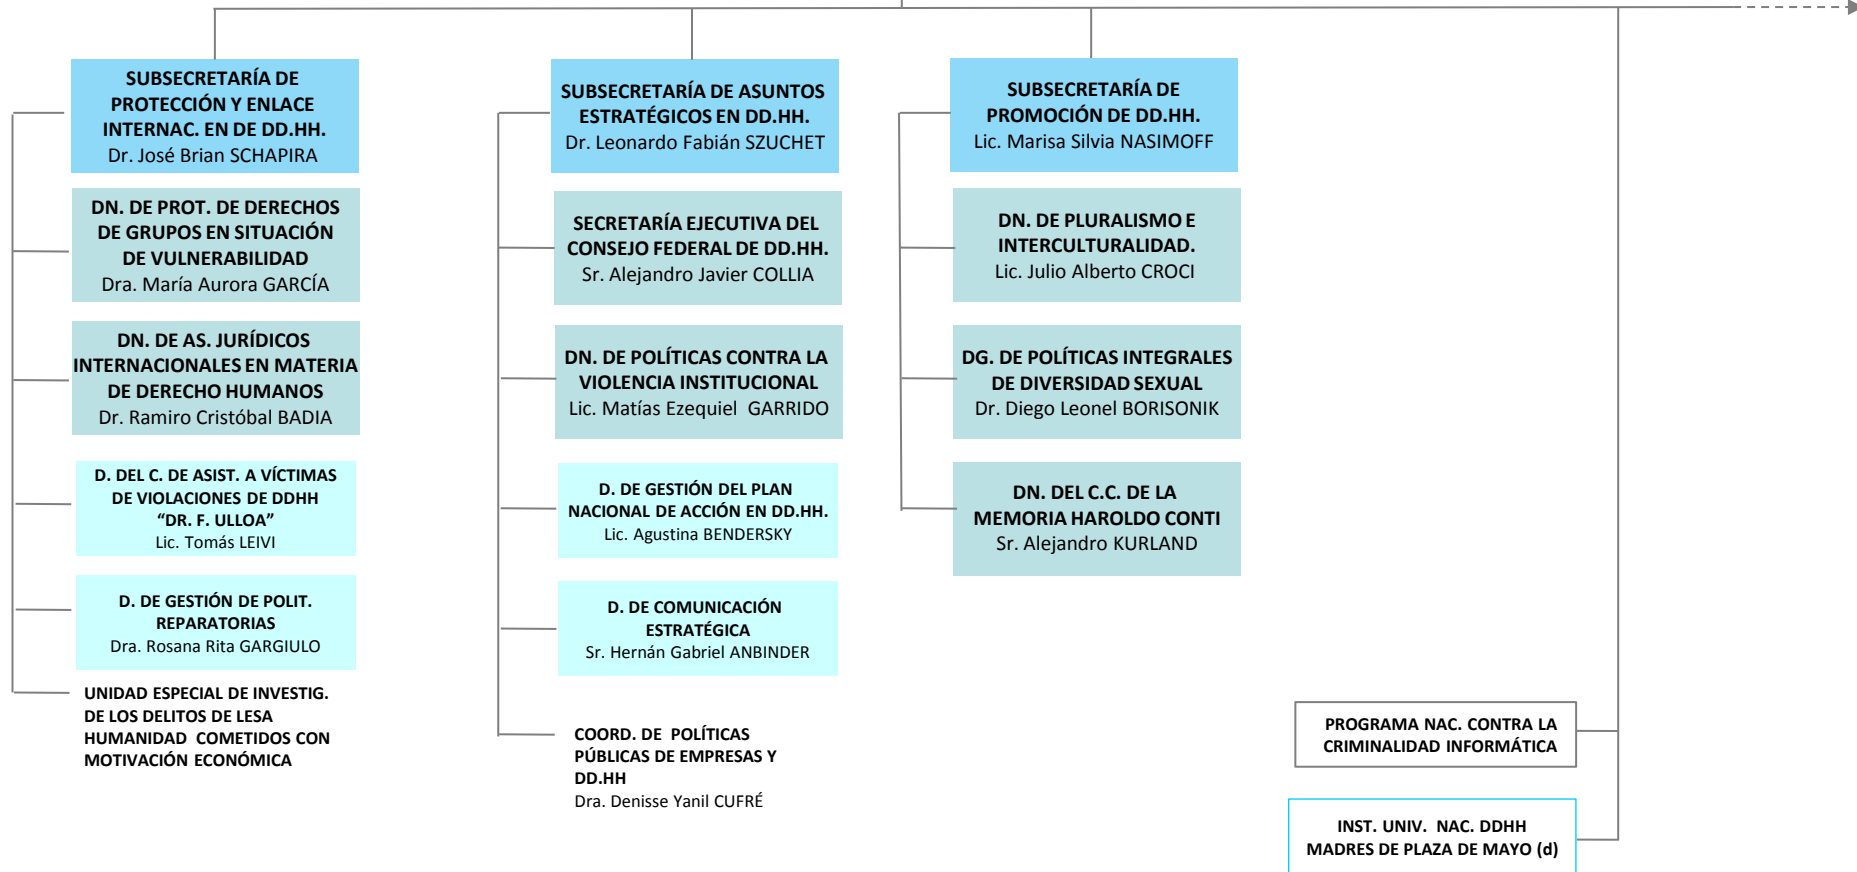 SUBSECRETARÍA DE
PROTECCIÓN Y ENLACE
INTERNAC. EN DE DD.HH.
Dr. José Brian SCHAPIRA
DN. DE PROT. DE DERECHOS
DE GRUPOS EN SITUACIÓN
DE VULNERABILIDAD
Dra. María Aurora GARCÍA
DN. DE AS. JURÍDICOS
INTERNACIONALES EN MATERIA
DE DERECHO HUMANOS
Dr. Ramiro Cristóbal BADIA
D. DEL C. DE ASIST. A VÍCTIMAS
DE VIOLACIONES DE DDHH
“DR. F. ULLOA”
Lic. Tomás LEIVI
D. DE GESTIÓN DE POLIT.
REPARATORIAS
Dra. Rosana Rita GARGIULO
UNIDAD ESPECIAL DE INVESTIG.
DE LOS DELITOS DE LESA
HUMANIDAD COMETIDOS CON
MOTIVACIÓN ECONÓMICA
SUBSECRETARÍA DE ASUNTOS
ESTRATÉGICOS EN DD.HH.
Dr. Leonardo Fabián SZUCHET
SECRETARÍA EJECUTIVA DEL
CONSEJO FEDERAL DE DD.HH.
Sr. Alejandro Javier COLLIA
DN. DE POLÍTICAS CONTRA LA
VIOLENCIA INSTITUCIONAL
Lic. Matías Ezequiel GARRIDO
D. DE GESTIÓN DEL PLAN
NACIONAL DE ACCIÓN EN DD.HH.
Lic. Agustina BENDERSKY
D. DE COMUNICACIÓN
ESTRATÉGICA
Sr. Hernán Gabriel ANBINDER
COORD. DE POLÍTICAS
PÚBLICAS DE EMPRESAS Y
DD.HH
Dra. Denisse Yanil CUFRÉ
SUBSECRETARÍA DE
PROMOCIÓN DE DD.HH.
Lic. Marisa Silvia NASIMOFF
DN. DE PLURALISMO E
INTERCULTURALIDAD.
Lic. Julio Alberto CROCI
DG. DE POLÍTICAS INTEGRALES
DE DIVERSIDAD SEXUAL
Dr. Diego Leonel BORISONIK
DN. DEL C.C. DE LA
MEMORIA HAROLDO CONTI
Sr. Alejandro KURLAND
PROGRAMA NAC. CONTRA LA
CRIMINALIDAD INFORMÁTICA
INST. UNIV. NAC. DDHH
MADRES DE PLAZA DE MAYO (d)